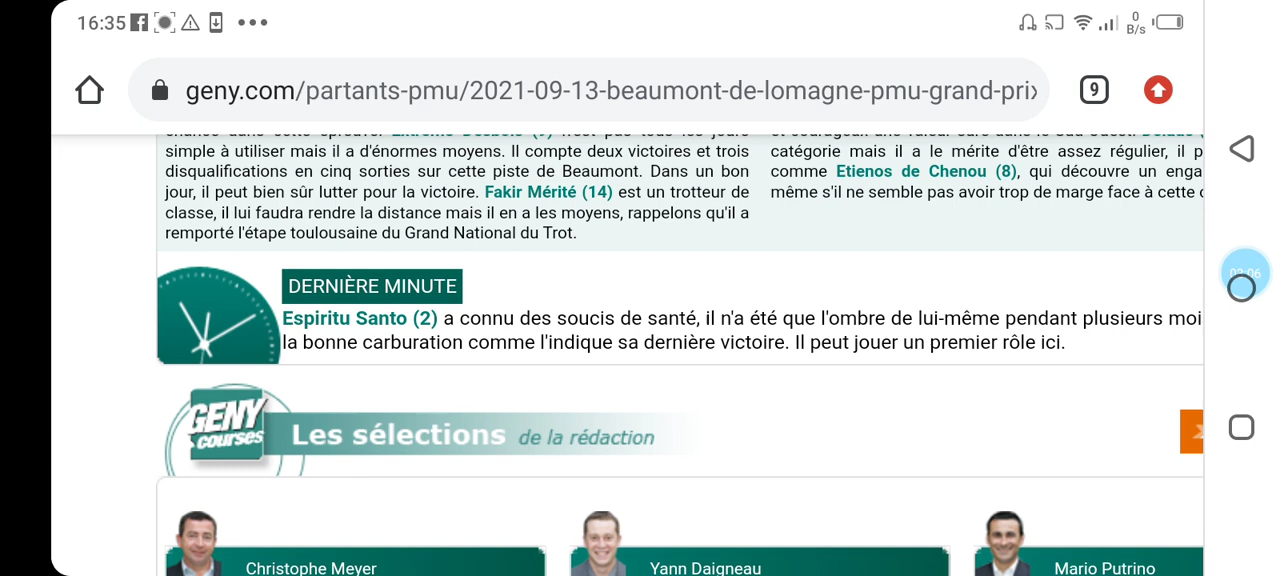 16:35
0
B/s
geny.com/partants-pmu/2021-09-13-beaumont-de-lomagne-pmu-grand-prix
9
simple à utiliser mais il a d'énormes moyens. Il compte deux victoires et trois
disqualifications en cinq sorties sur cette piste de Beaumont. Dans un bon
jour, il peut bien sûr lutter pour la victoire. Fakir Mérité (14) est un trotteur de
classe, il lui faudra rendre la distance mais il en a les moyens, rappelons qu'il a
remporté l'étape toulousaine du Grand National du Trot.
catégorie mais il a le mérite d'être assez régulier, il p
comme Etienos de Chenou (8), qui découvre un enga
même s'il ne semble pas avoir trop de marge face à cette
DERNIÈRE MINUTE
Espiritu Santo (2) a connu des soucis de santé, il n'a été que l'ombre de lui-même pendant plusieurs moi
la bonne carburation comme l'indique sa dernière victoire. Il peut jouer un premier rôle ici.
GENY courses
Les sélections de la rédaction
Christophe Meyer
Yann Daigneau
Mario Putrino